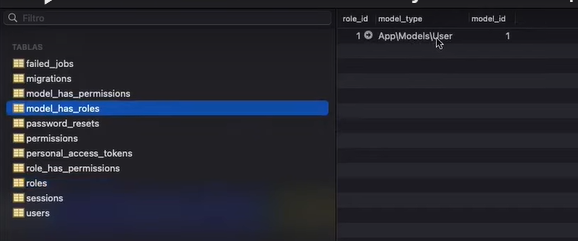 Filtro
role_id model_type model_id
1 App\Models\User 1
TABLAS
failed_jobs
migrations
model_has_permissions
model_has_roles
password_resets
permissions
personal_access_tokens
role_has_permissions
roles
sessions
users